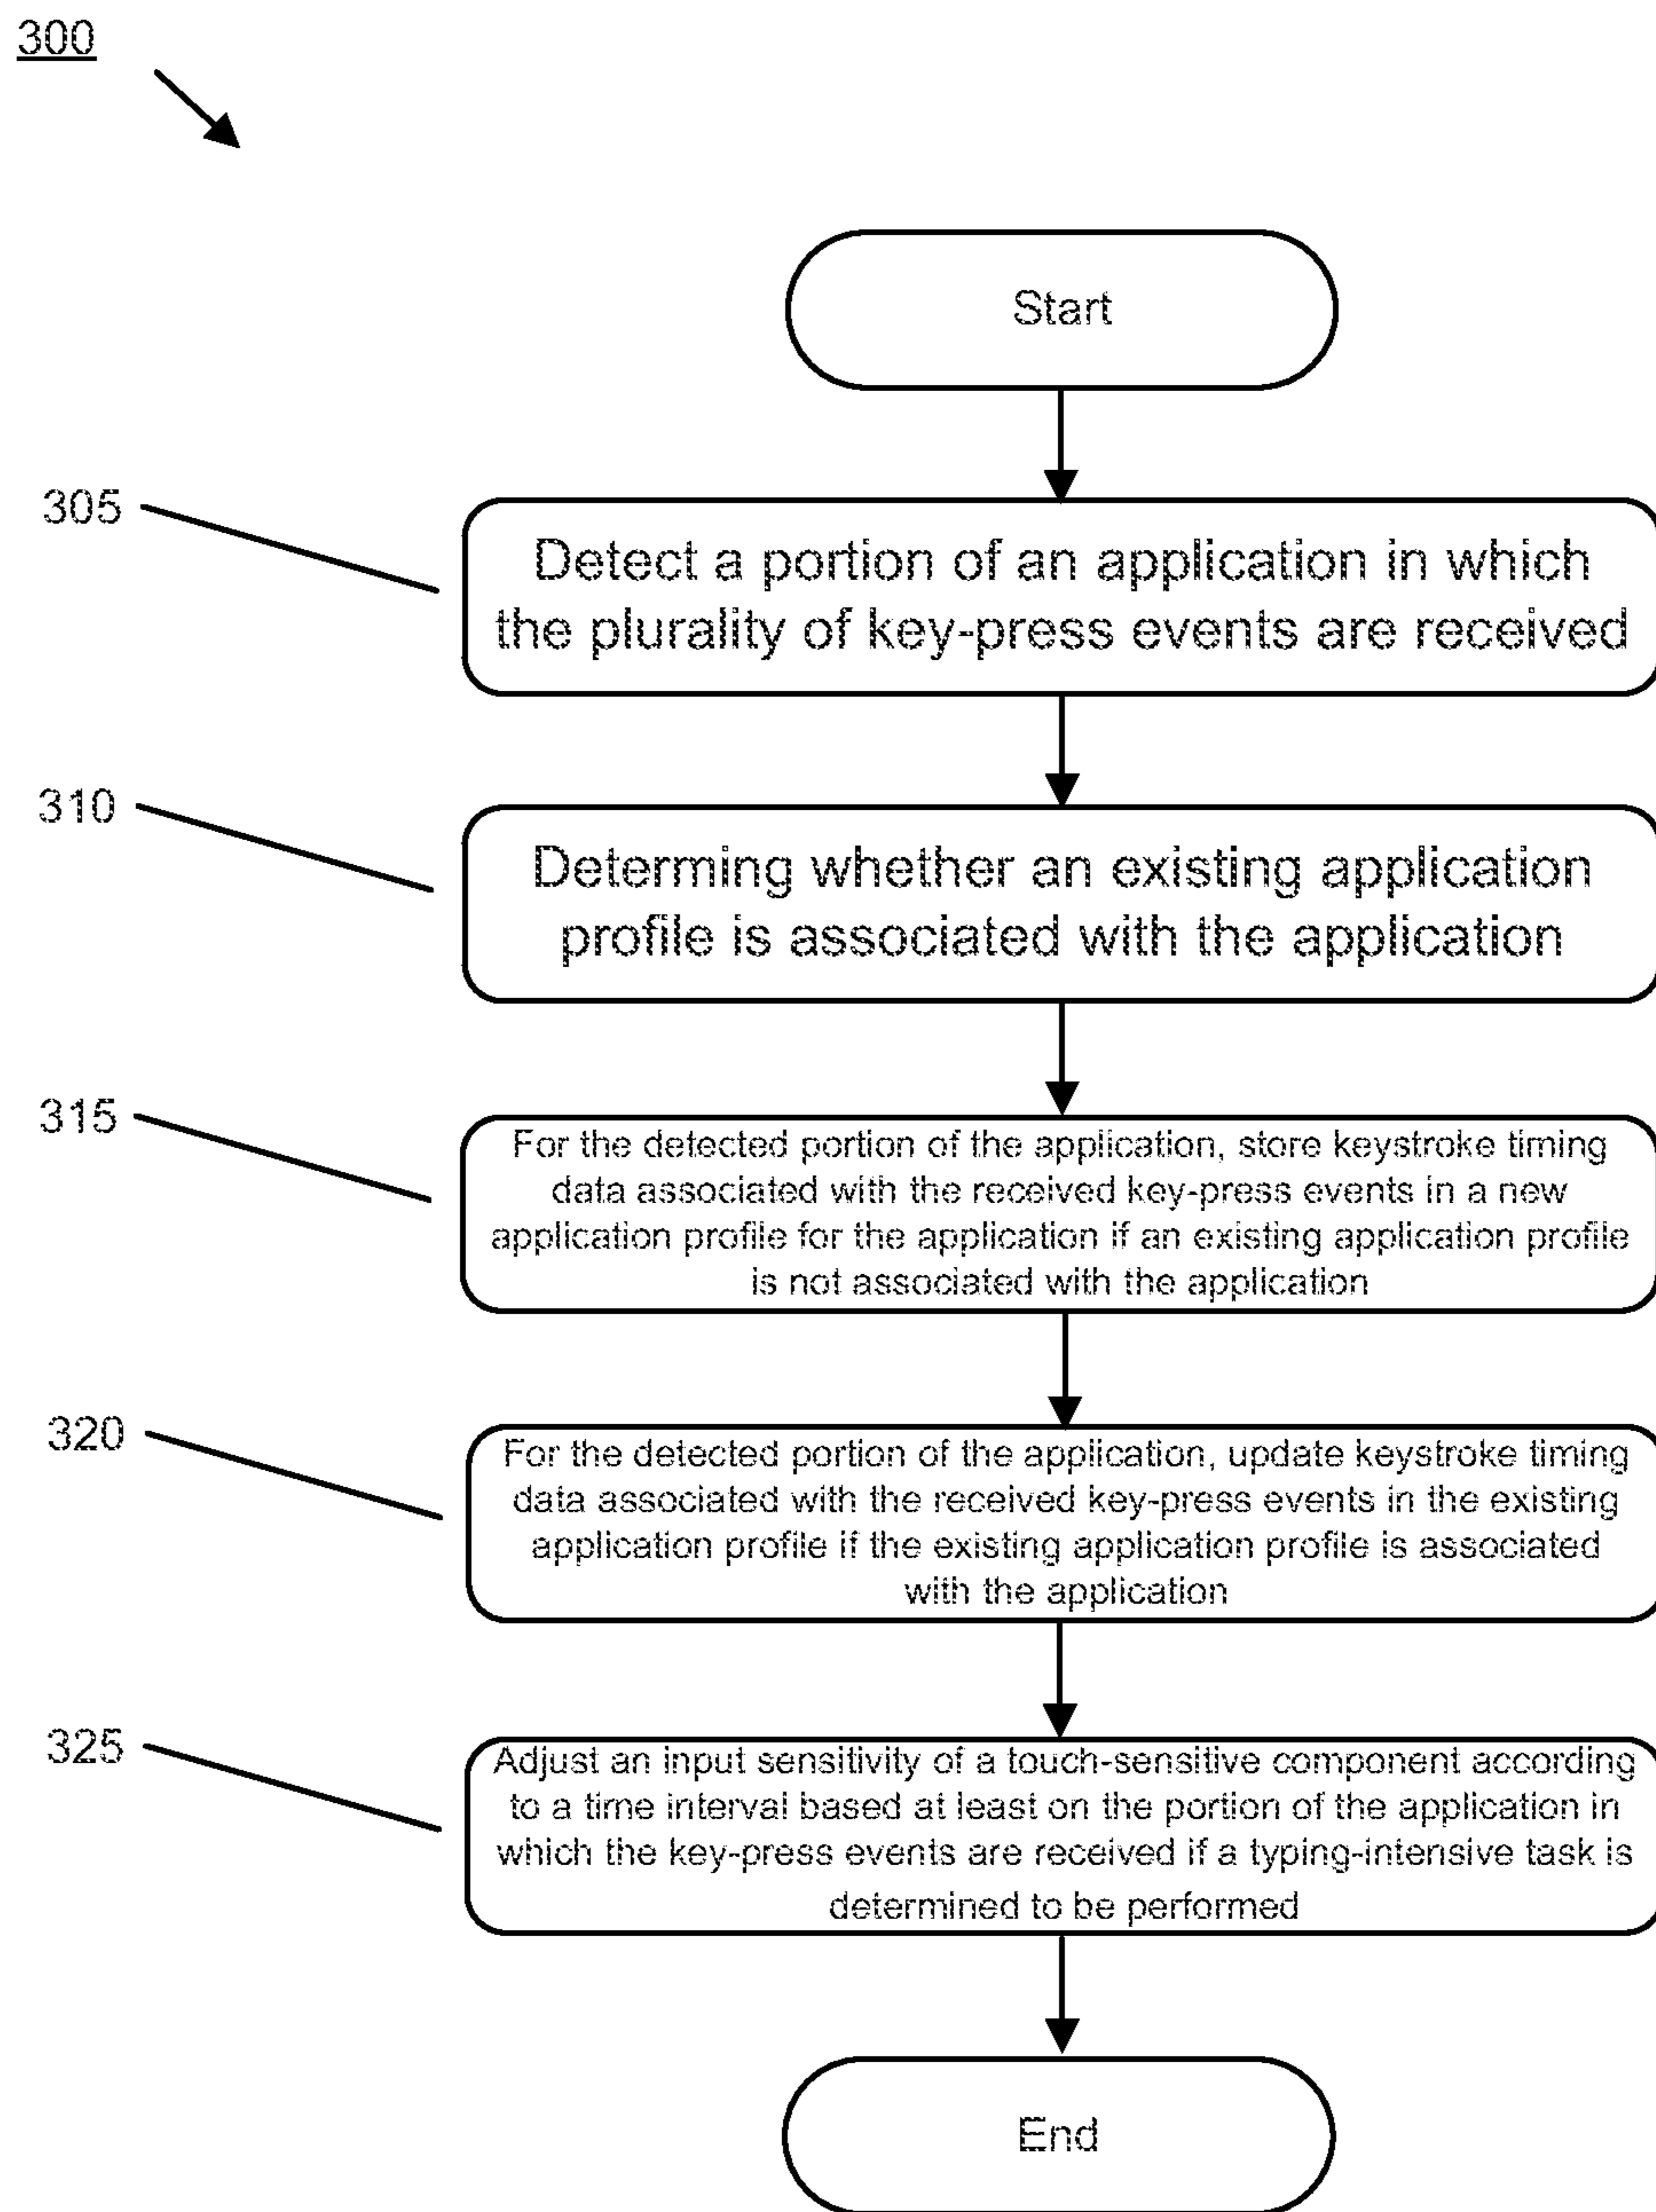 300
Start
305
Detect a portion of an application in which
the plurality of key-press events are received
310
Determing whether an existing application
profile is associated with the application
315
For the detected portion of the application, store keystroke timing
data associated with the received key-press events in a new
application profile for the application if an existing application profile
is not associated with the application
320
For the detected portion of the application, update keystroke timing
data associated with the received key-press events in the existing
application profile if the existing application profile is associated
with the application
325
Adjust an input sensitivity of a touch-sensitive component according
to a time interval based at least on the portion of the application in
which the key-press events are received if a typing-intensive task is
determined to be performed
End